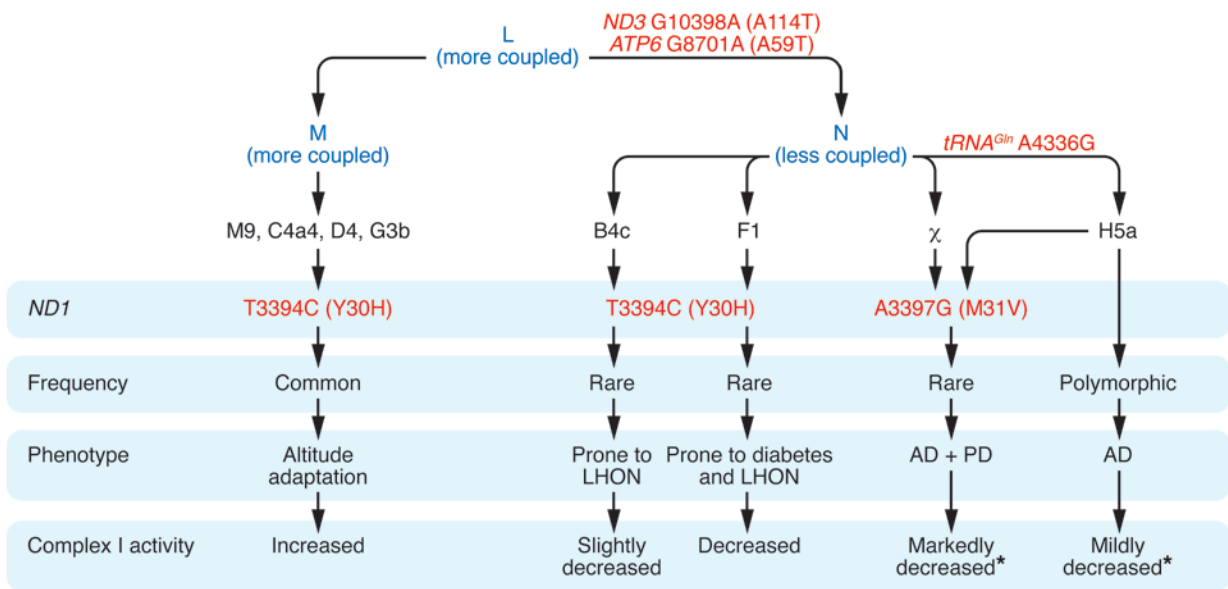 L
(more coupled)
ND3 G10398A (A114T)
ATP6 G8701A (A59T)
M
(more coupled)
N
(less coupled)
tRNA^Gln A4336G
M9, C4a4, D4, G3b
B4c
F1
χ
H5a
ND1
T3394C (Y30H)
T3394C (Y30H)
A3397G (M31V)
Frequency
Common
Rare
Rare
Rare
Polymorphic
Phenotype
Altitude
adaptation
Prone to
LHON
Prone to diabetes
and LHON
AD + PD
AD
Complex I activity
Increased
Slightly
decreased
Decreased
Markedly
decreased*
Mildly
decreased*